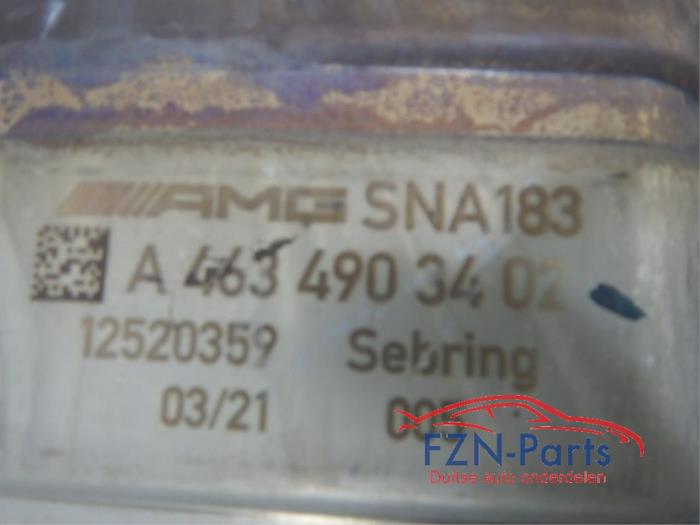 AMG SNA183
A 463 490 34 02
12520359 Sebring
03/21
FZN-Parts
Duitse auto onderdelen